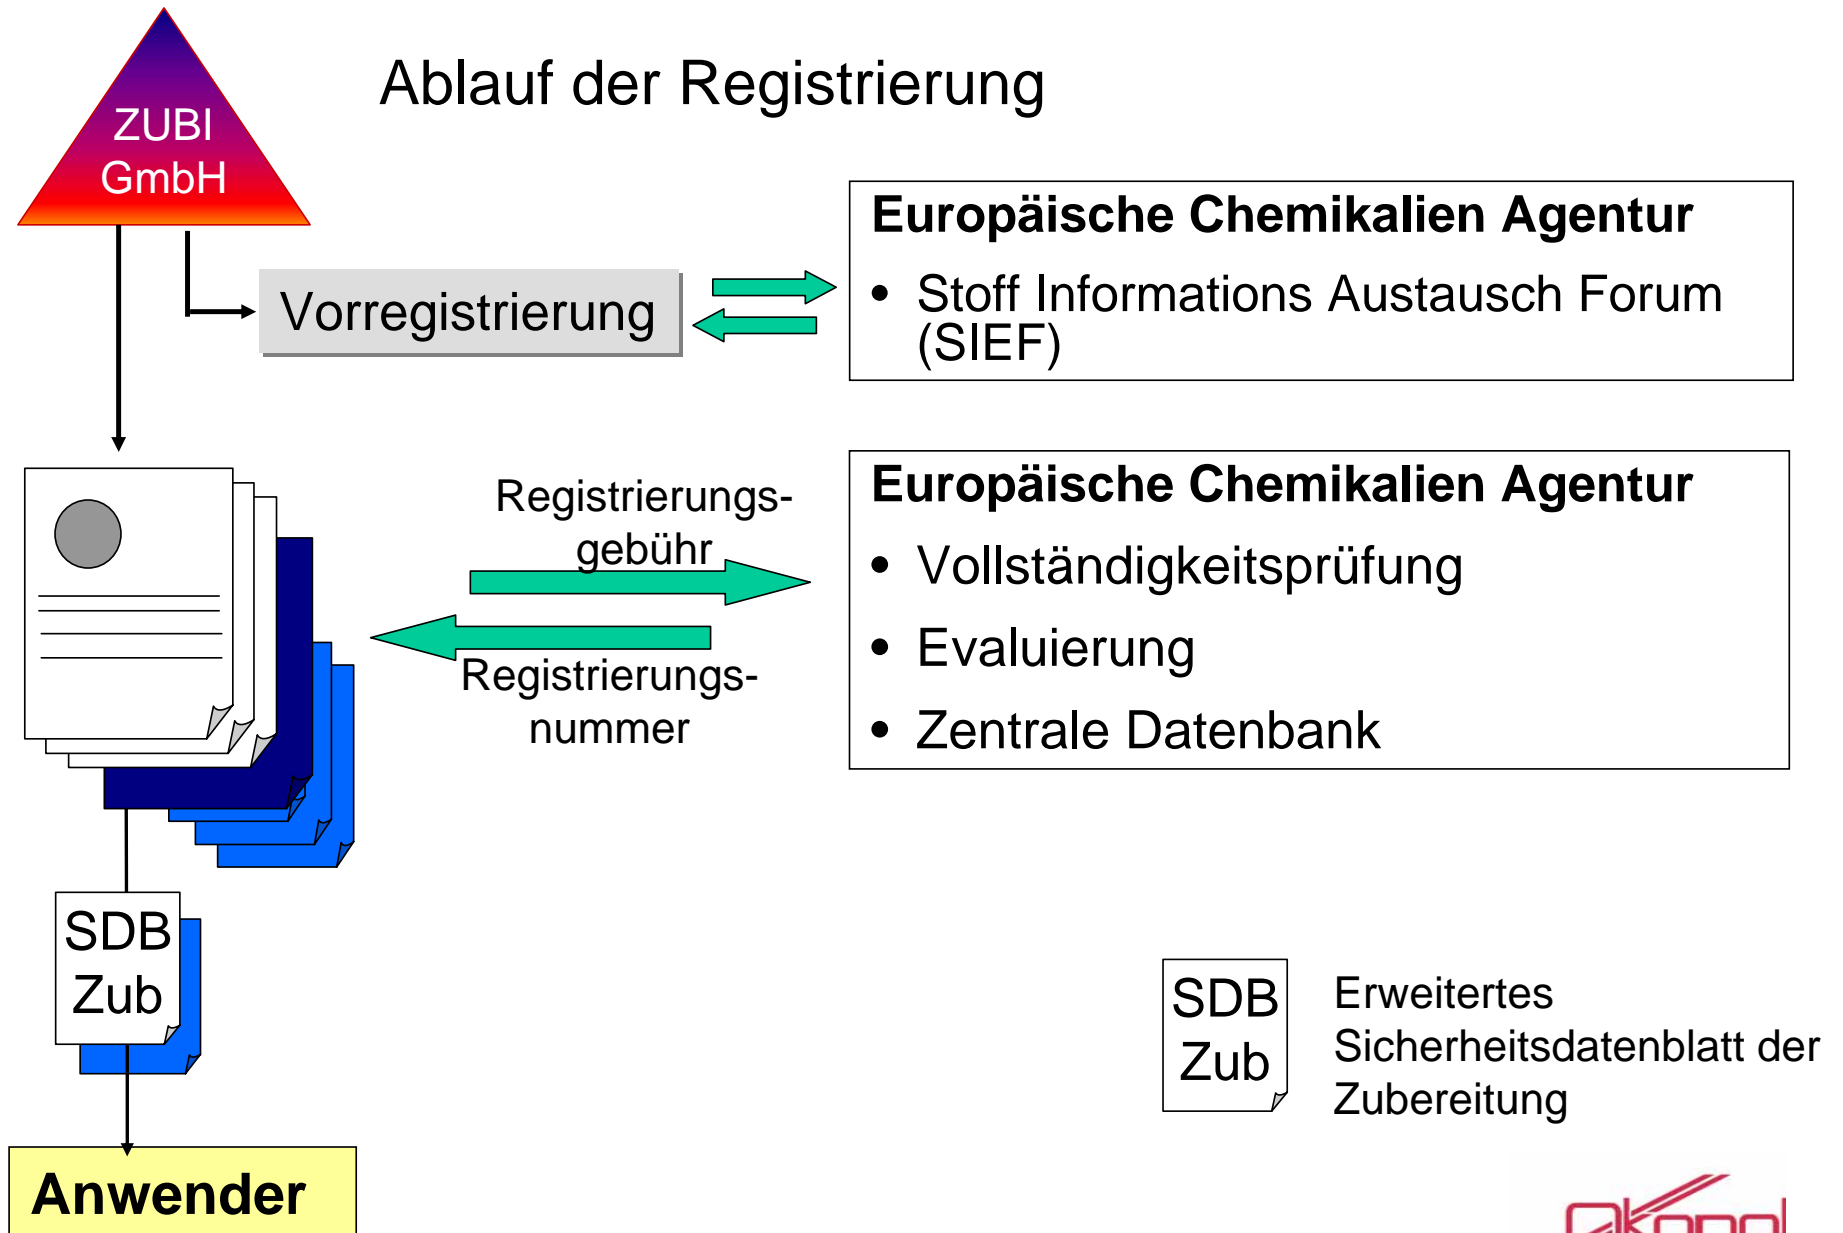 Ablauf der Registrierung
ZUBI
GmbH
Europäische Chemikalien Agentur
• Stoff Informations Austausch Forum
(SIEF)
Vorregistrierung
Registrierungs-
gebühr
Registrierungs-
nummer
Europäische Chemikalien Agentur
• Vollständigkeitsprüfung
• Evaluierung
• Zentrale Datenbank
SDB
Zub
SDB
Zub
Erweitertes
Sicherheitsdatenblatt der
Zubereitung
Anwender